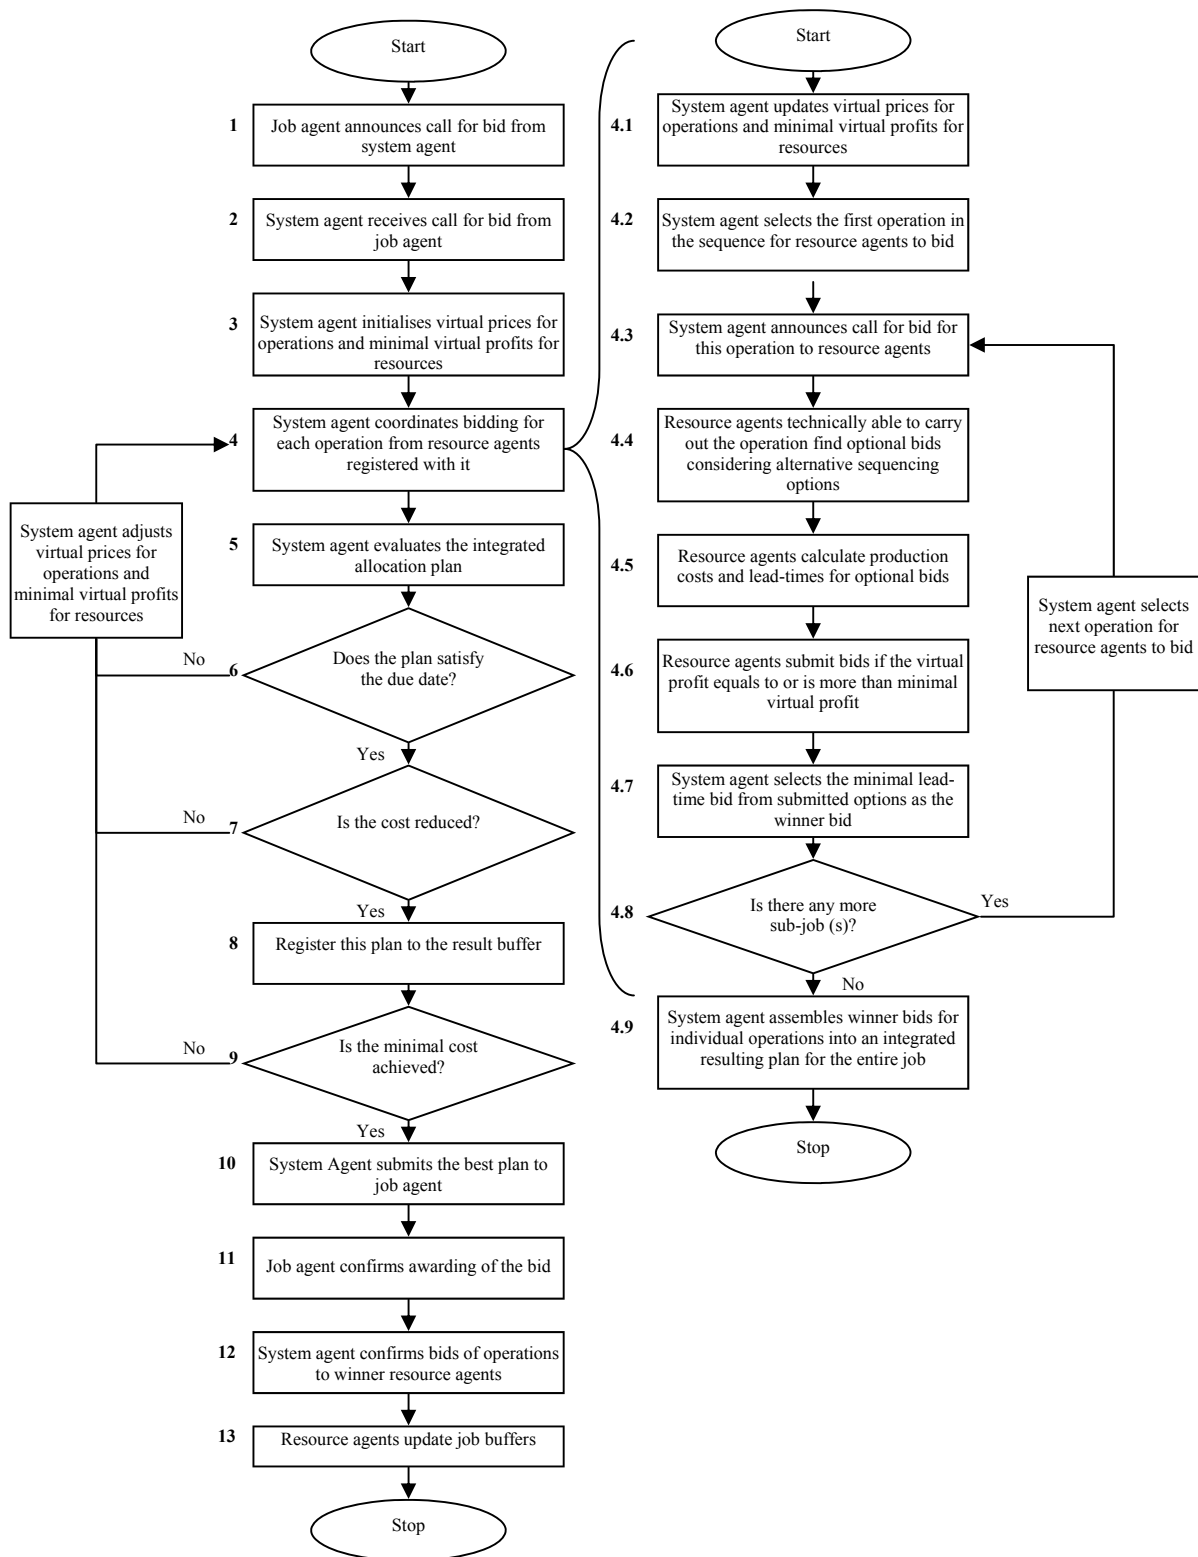 Start
1
Job agent announces call for bid from
system agent
2
System agent receives call for bid from
job agent
3
System agent initialises virtual prices for
operations and minimal virtual profits for
resources
4
System agent coordinates bidding for
each operation from resource agents
registered with it
System agent adjusts
virtual prices for
operations and
minimal virtual profits
for resources
5
System agent evaluates the integrated
allocation plan
No
6
Does the plan satisfy
the due date?
Yes
No
7
Is the cost reduced?
Yes
8
Register this plan to the result buffer
No
9
Is the minimal cost
achieved?
Yes
10
System Agent submits the best plan to
job agent
11
Job agent confirms awarding of the bid
12
System agent confirms bids of operations
to winner resource agents
13
Resource agents update job buffers
Stop
Start
4.1
System agent updates virtual prices for
operations and minimal virtual profits for
resources
4.2
System agent selects the first operation in
the sequence for resource agents to bid
4.3
System agent announces call for bid for
this operation to resource agents
4.4
Resource agents technically able to carry
out the operation find optional bids
considering alternative sequencing
options
4.5
Resource agents calculate production
costs and lead-times for optional bids
4.6
Resource agents submit bids if the virtual
profit equals to or is more than minimal
virtual profit
System agent selects
next operation for
resource agents to bid
4.7
System agent selects the minimal lead-
time bid from submitted options as the
winner bid
4.8
Is there any more
sub-job (s)?
Yes
No
4.9
System agent assembles winner bids for
individual operations into an integrated
resulting plan for the entire job
Stop